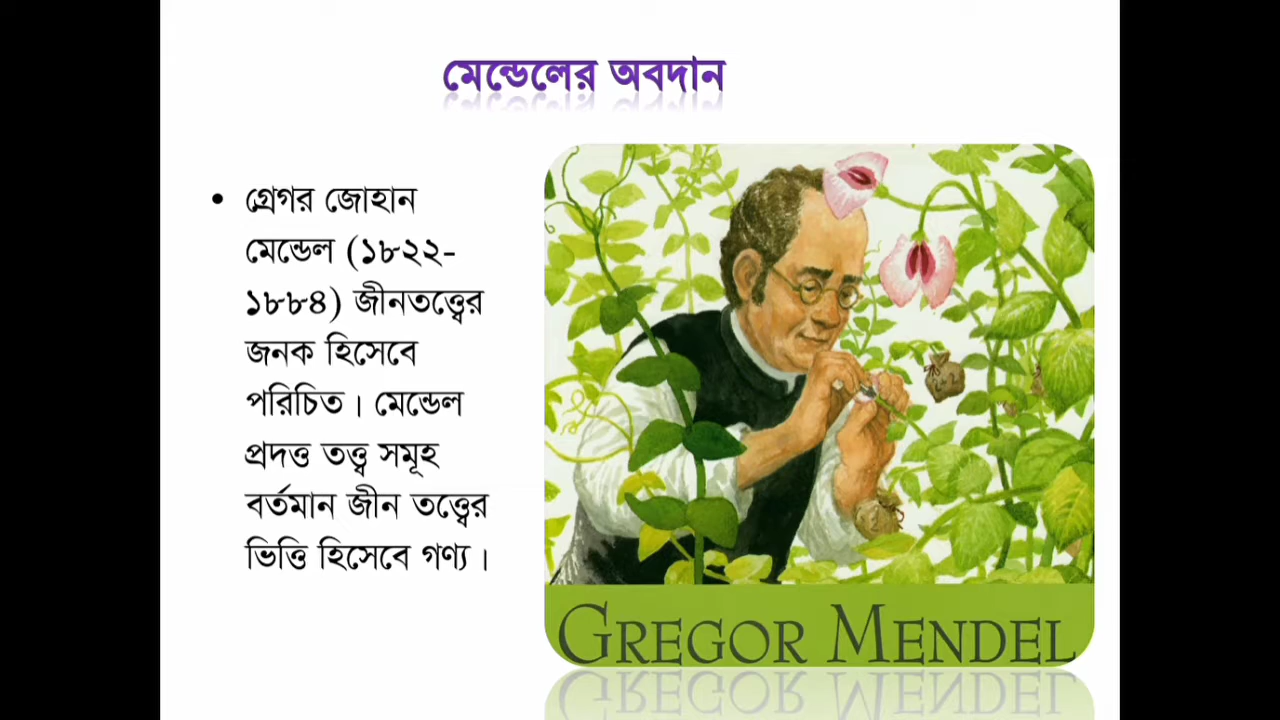 মেন্ডেলের অবদান
• গ্রেগর জোহান
মেন্ডেল (১৮২২-
১৮৮৪) জীনতত্ত্বের
জনক হিসেবে
পরিচিত। মেন্ডেল
প্রদত্ত তত্ত্ব সমূহ
বর্তমান জীন তত্ত্বের
ভিত্তি হিসেবে গণ্য।
GREGOR MENDEL